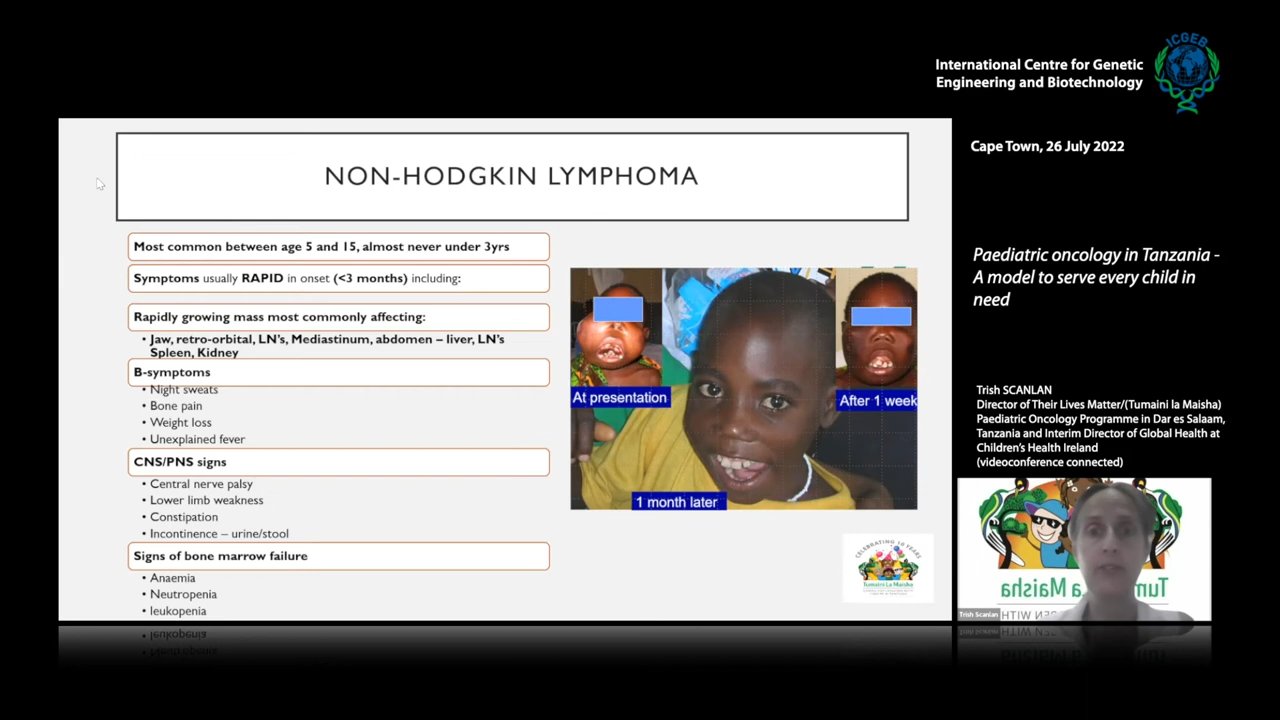 International Centre for Genetic
Engineering and Biotechnology
ICGEB
Cape Town, 26 July 2022
Paediatric oncology in Tanzania -
A model to serve every child in
need
Trish SCANLAN
Director of Their Lives Matter/(Tumaini la Maisha)
Paediatric Oncology Programme in Dar es Salaam,
Tanzania and Interim Director of Global Health at
Children's Health Ireland
(videoconference connected)
NON-HODGKIN LYMPHOMA
Most common between age 5 and 15, almost never under 3yrs
Symptoms usually RAPID in onset (<3 months) including:
Rapidly growing mass most commonly affecting:
• Jaw, retro-orbital, LN's, Mediastinum, abdomen – liver, LN's
Spleen, Kidney
B-symptoms
• Night sweats
• Bone pain
• Weight loss
• Unexplained fever
CNS/PNS signs
• Central nerve palsy
• Lower limb weakness
• Constipation
• Incontinence – urine/stool
Signs of bone marrow failure
• Anaemia
• Neutropenia
• leukopenia
At presentation
After 1 week
1 month later
CELEBRATING 10 YEARS
Tumaini La Maisha
Trish Scanlan